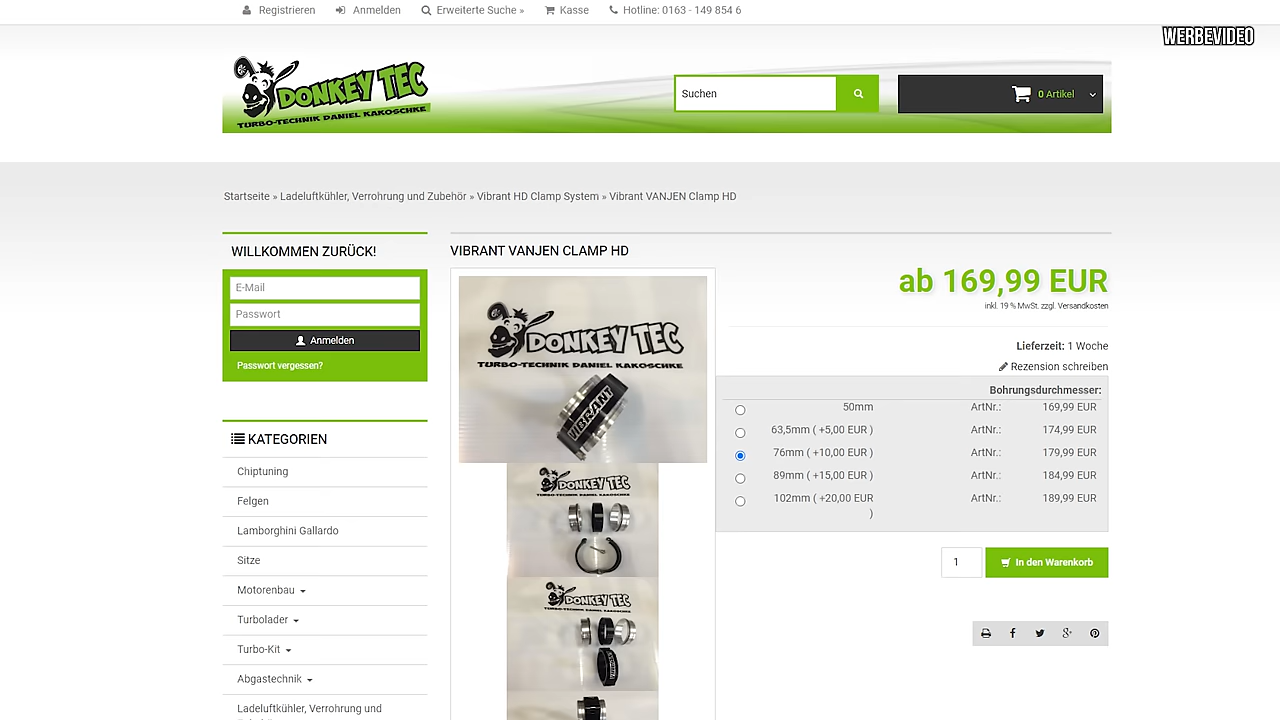 Registrieren Anmelden Erweiterte Suche » Kasse Hotline: 0163 - 149 854 6
WERBEVIDEO
DONKEY TEC
TURBO-TECHNIK DANIEL KAKOSCHKE
Suchen
0 Artikel
Startseite » Ladeluftkühler, Verrohrung und Zubehör » Vibrant HD Clamp System » Vibrant VANJEN Clamp HD
WILLKOMMEN ZURÜCK!
E-Mail
Passwort
Anmelden
Passwort vergessen?
KATEGORIEN
Chiptuning
Felgen
Lamborghini Gallardo
Sitze
Motorenbau
Turbolader
Turbo-Kit
Abgastechnik
Ladeluftkühler, Verrohrung und
VIBRANT VANJEN CLAMP HD
DONKEY TEC
TURBO-TECHNIK DANIEL KAKOSCHKE
VIBRANT
DONKEY TEC
TURBO-TECHNIK DANIEL KAKOSCHKE
DONKEY TEC
TURBO-TECHNIK DANIEL KAKOSCHKE
VIBRANT
ab 169,99 EUR
inkl. 19 % MwSt. zzgl. Versandkosten
Lieferzeit: 1 Woche
Rezension schreiben
Bohrungsdurchmesser:
50mm ArtNr.: 169,99 EUR
63,5mm ( +5,00 EUR ) ArtNr.: 174,99 EUR
76mm ( +10,00 EUR ) ArtNr.: 179,99 EUR
89mm ( +15,00 EUR ) ArtNr.: 184,99 EUR
102mm ( +20,00 EUR ArtNr.: 189,99 EUR
)
1 In den Warenkorb